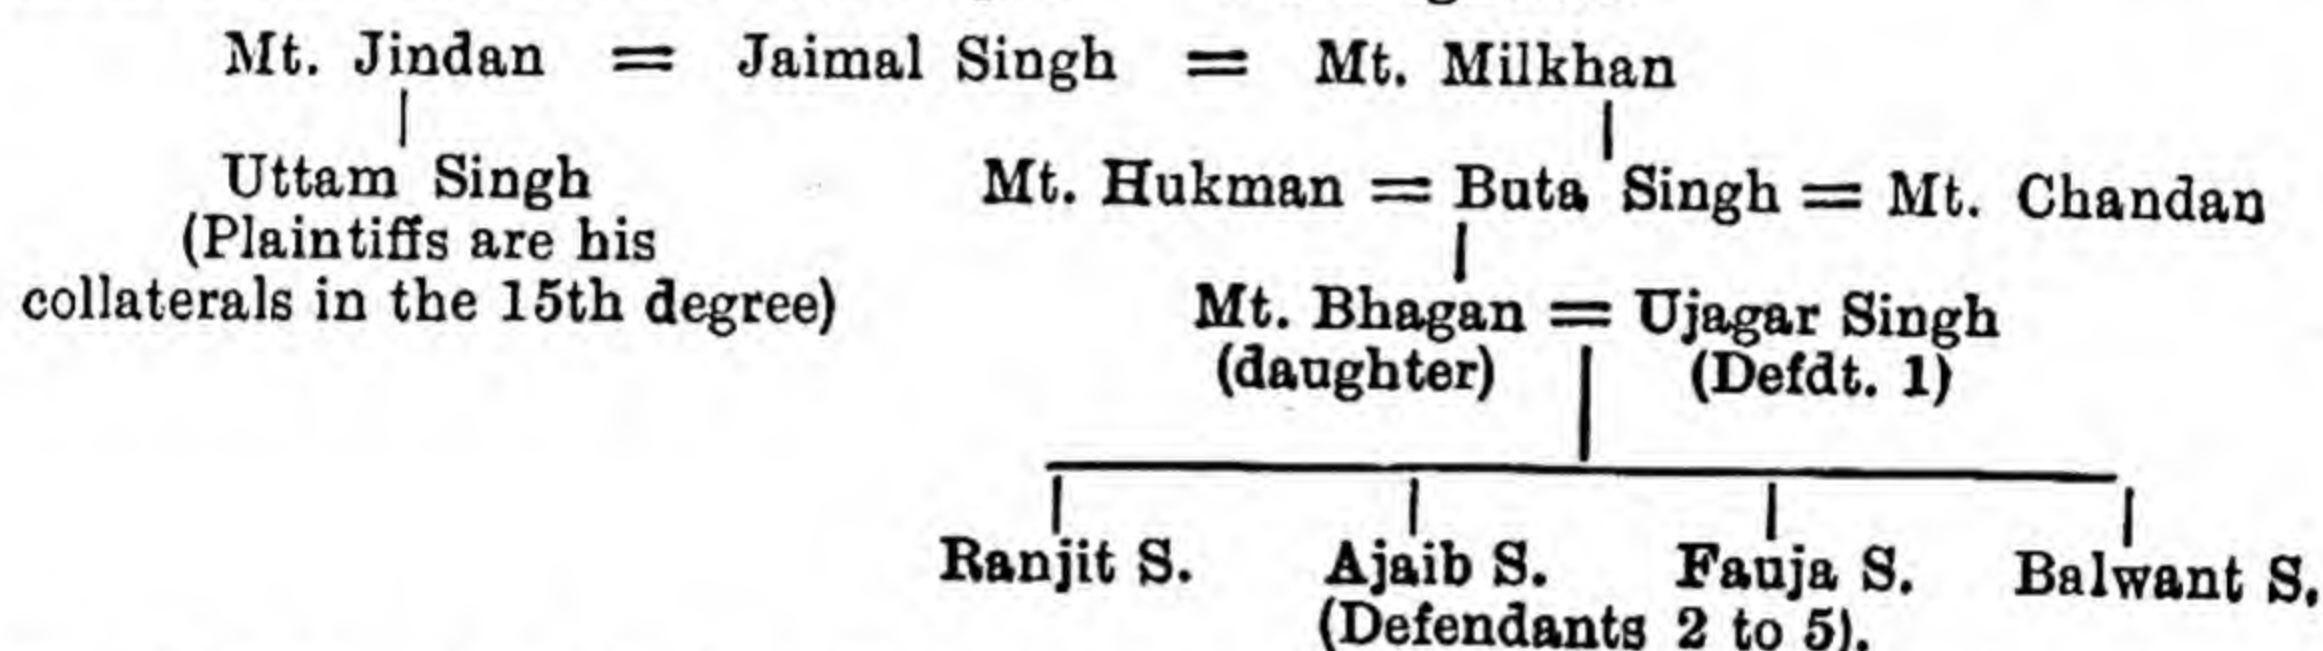 Mt. Jindan = Jaimal Singh = Mt. Milkhan
Uttam Singh
(Plaintiffs are his
collaterals in the 15th degree)
Mt. Hukman = Buta Singh = Mt. Chandan
Mt. Bhagan = Ujagar Singh
(daughter) (Defdt. 1)
Ranjit S. Ajaib S. Fauja S. Balwant S.
(Defendants 2 to 5).